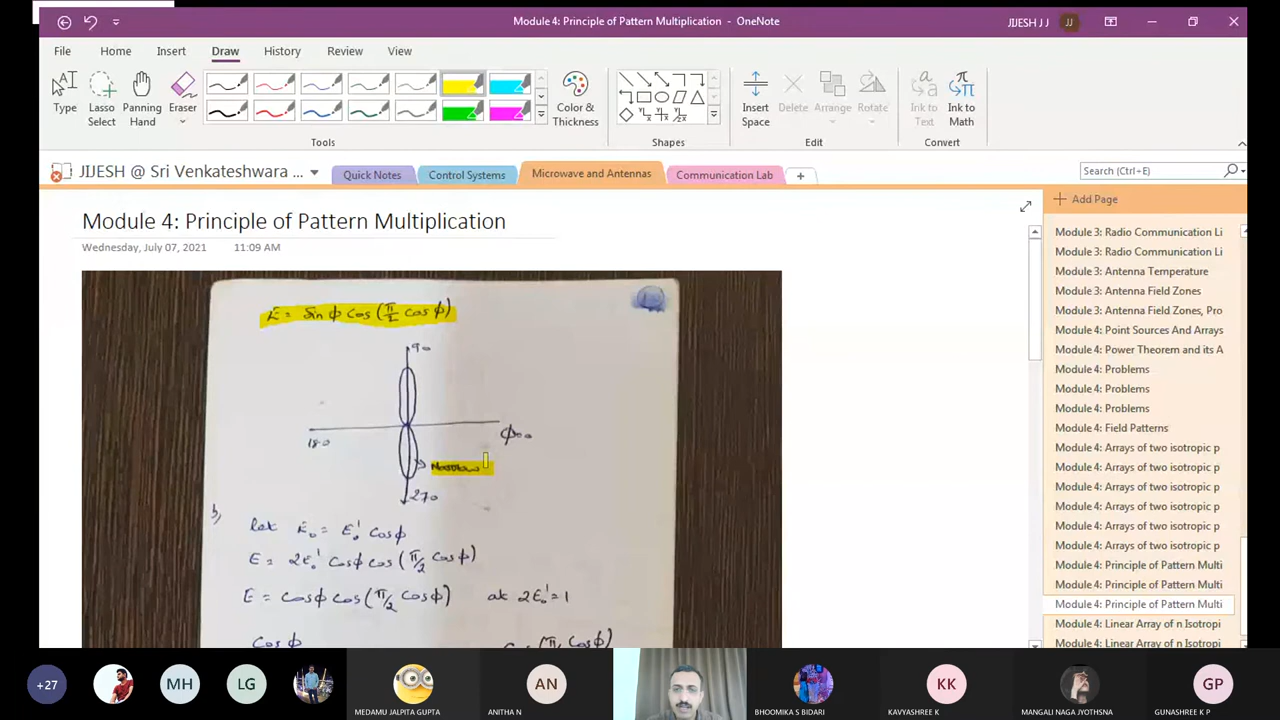 Module 4: Principle of Pattern Multiplication - OneNote
JIJESH J J
JJ
File
Home
Insert
Draw
History
Review
View
Type
Lasso Select
Panning Hand
Eraser
Color & Thickness
Insert Space
Delete
Arrange
Rotate
Ink to Text
Ink to Math
Tools
Shapes
Edit
Convert
JIJESH @ Sri Venkateshwara ...
Quick Notes
Control Systems
Microwave and Antennas
Communication Lab
Search (Ctrl+E)
Module 4: Principle of Pattern Multiplication
Wednesday, July 07, 2021
11:09 AM
E = Sin φ Cos (π/2 Cos φ)
90
180
φ=0
Narrow
270
b,
let E₀ = E₀' Cosφ
E = 2E₀' Cosφ cos (π/2 Cosφ)
E = Cosφ Cos (π/2 Cosφ) at 2E₀'=1
Cosφ
Cos (π/2 Cosφ)
Add Page
Module 3: Radio Communication Li
Module 3: Radio Communication Li
Module 3: Antenna Temperature
Module 3: Antenna Field Zones
Module 3: Antenna Field Zones, Pro
Module 4: Point Sources And Arrays
Module 4: Power Theorem and its A
Module 4: Problems
Module 4: Problems
Module 4: Problems
Module 4: Field Patterns
Module 4: Arrays of two isotropic p
Module 4: Arrays of two isotropic p
Module 4: Arrays of two isotropic p
Module 4: Arrays of two isotropic p
Module 4: Arrays of two isotropic p
Module 4: Arrays of two isotropic p
Module 4: Principle of Pattern Multi
Module 4: Principle of Pattern Multi
Module 4: Principle of Pattern Multi
Module 4: Linear Array of n Isotropi
Module 4: Linear Array of n Isotropi
+27
MH
LG
MEDAMU JALPITA GUPTA
AN
ANITHA N
BHOOMIKA S BIDARI
KK
KAVYASHREE K
MANGALI NAGA JYOTHSNA
GP
GUNASHREE K P